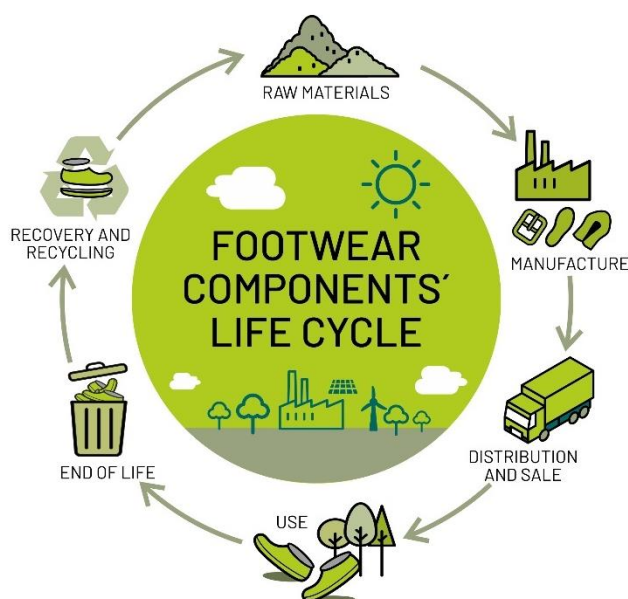 RAW MATERIALS
MANUFACTURE
DISTRIBUTION
AND SALE
USE
END OF LIFE
RECOVERY AND
RECYCLING
FOOTWEAR
COMPONENTS´
LIFE CYCLE